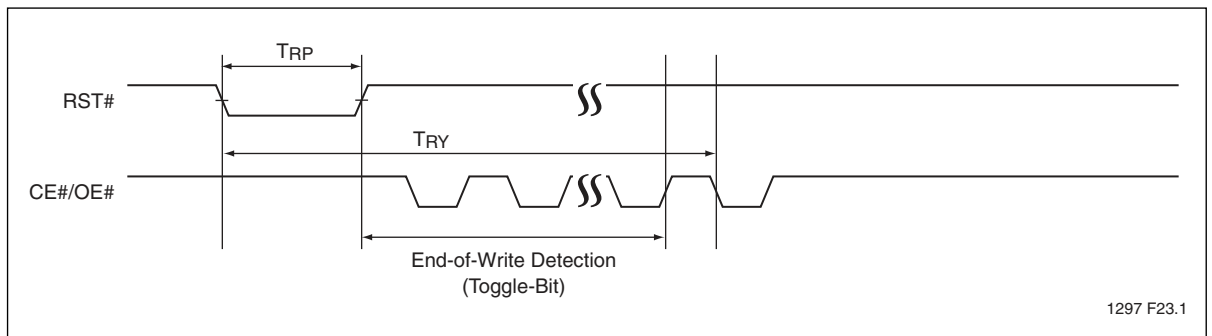 TRP
RST#
TRY
CE#/OE#
End-of-Write Detection
(Toggle-Bit)
1297 F23.1